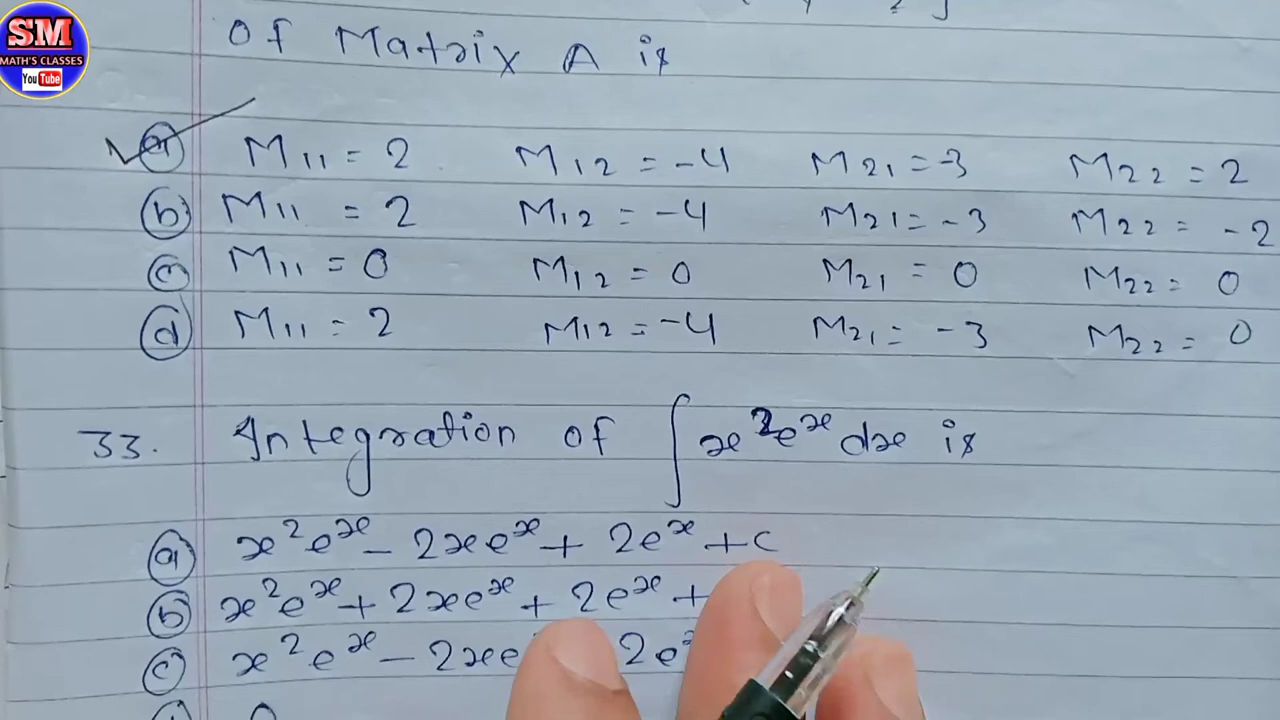 SM
MATH'S CLASSES
YouTube
Of Matrix A is
(a) M₁₁ = 2 M₁₂ = -4 M₂₁ = -3 M₂₂ = 2
(b) M₁₁ = 2 M₁₂ = -4 M₂₁ = -3 M₂₂ = -2
(c) M₁₁ = 0 M₁₂ = 0 M₂₁ = 0 M₂₂ = 0
(d) M₁₁ = 2 M₁₂ = -4 M₂₁ = -3 M₂₂ = 0
33. Integration of ∫ x²eˣ dx is
(a) x²eˣ - 2xeˣ + 2eˣ + c
(b) x²eˣ + 2xeˣ + 2eˣ +
(c) x²eˣ - 2xe 2e